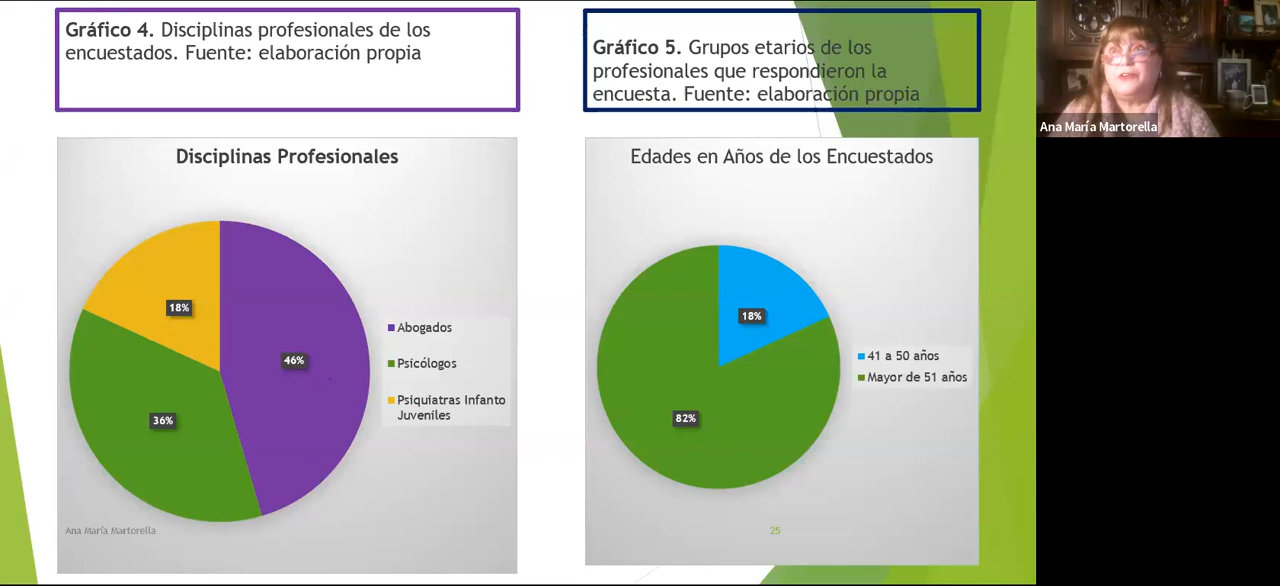 Gráfico 4. Disciplinas profesionales de los
encuestados. Fuente: elaboración propia
Gráfico 5. Grupos etarios de los
profesionales que respondieron la
encuesta. Fuente: elaboración propia
Ana María Martorella
Disciplinas Profesionales
18%
46%
36%
Abogados
Psicólogos
Psiquiatras Infanto
Juveniles
Ana María Martorella
Edades en Años de los Encuestados
18%
82%
41 a 50 años
Mayor de 51 años
25